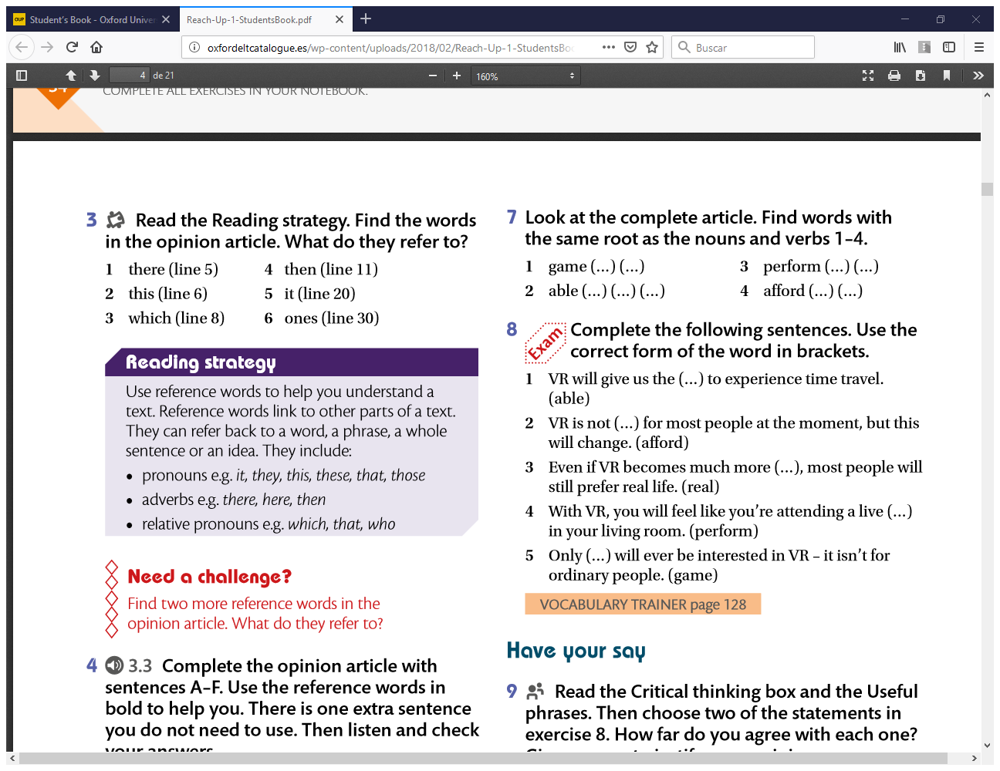 Student's Book - Oxford Univer
Reach-Up-1-StudentsBook.pdf
oxfordeltcatalogue.es/wp-content/uploads/2018/02/Reach-Up-1-StudentsBo
Buscar
4 de 21
160%
34
COMPLETE ALL EXERCISES IN YOUR NOTEBOOK.
3 Read the Reading strategy. Find the words
in the opinion article. What do they refer to?
1 there (line 5)
2 this (line 6)
3 which (line 8)
4 then (line 11)
5 it (line 20)
6 ones (line 30)
Reading strategy
Use reference words to help you understand a
text. Reference words link to other parts of a text.
They can refer back to a word, a phrase, a whole
sentence or an idea. They include:
• pronouns e.g. it, they, this, these, that, those
• adverbs e.g. there, here, then
• relative pronouns e.g. which, that, who
Need a challenge?
Find two more reference words in the
opinion article. What do they refer to?
4 3.3 Complete the opinion article with
sentences A–F. Use the reference words in
bold to help you. There is one extra sentence
you do not need to use. Then listen and check
your answers
7 Look at the complete article. Find words with
the same root as the nouns and verbs 1–4.
1 game (…) (…)
2 able (…) (…) (…)
3 perform (…) (…)
4 afford (…) (…)
8 Exam Complete the following sentences. Use the
correct form of the word in brackets.
1 VR will give us the (…) to experience time travel.
(able)
2 VR is not (…) for most people at the moment, but this
will change. (afford)
3 Even if VR becomes much more (…), most people will
still prefer real life. (real)
4 With VR, you will feel like you're attending a live (…)
in your living room. (perform)
5 Only (…) will ever be interested in VR – it isn't for
ordinary people. (game)
VOCABULARY TRAINER page 128
Have your say
9 Read the Critical thinking box and the Useful
phrases. Then choose two of the statements in
exercise 8. How far do you agree with each one?